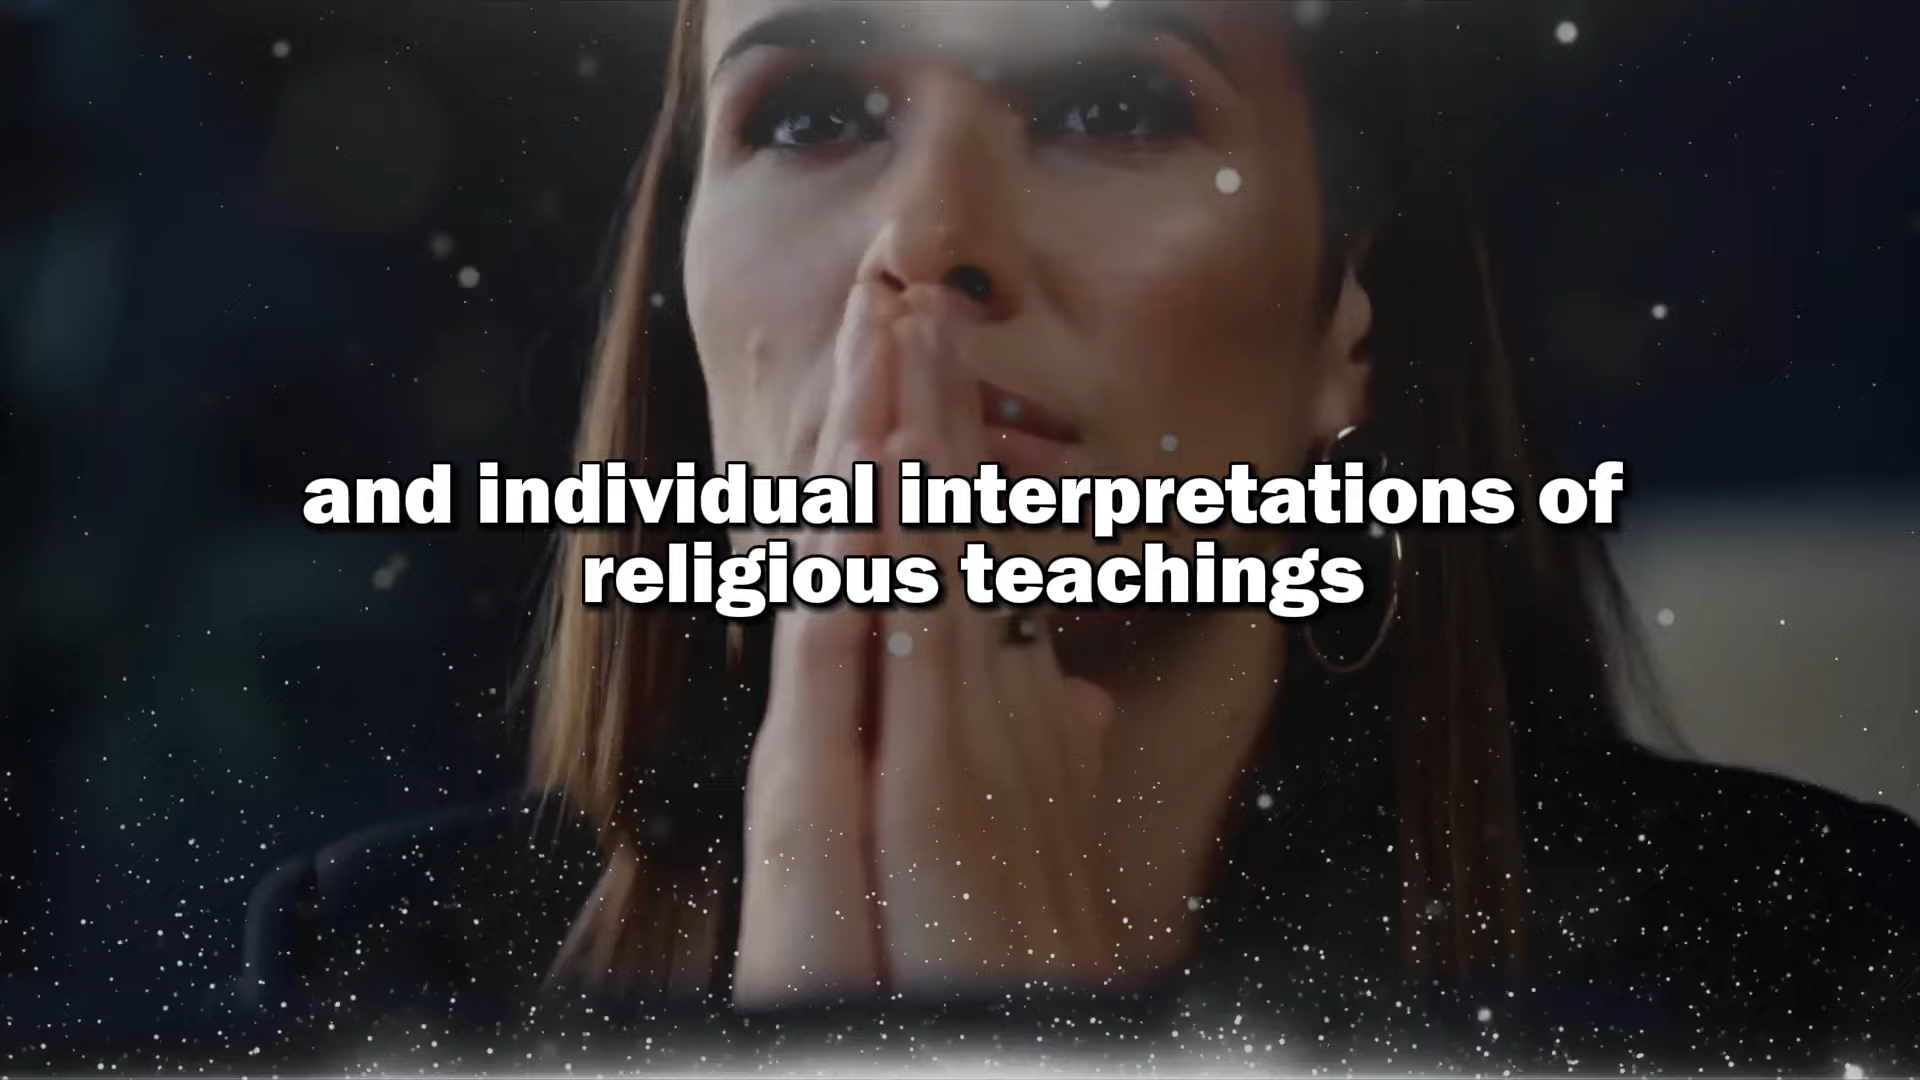 and individual interpretations of
religious teachings